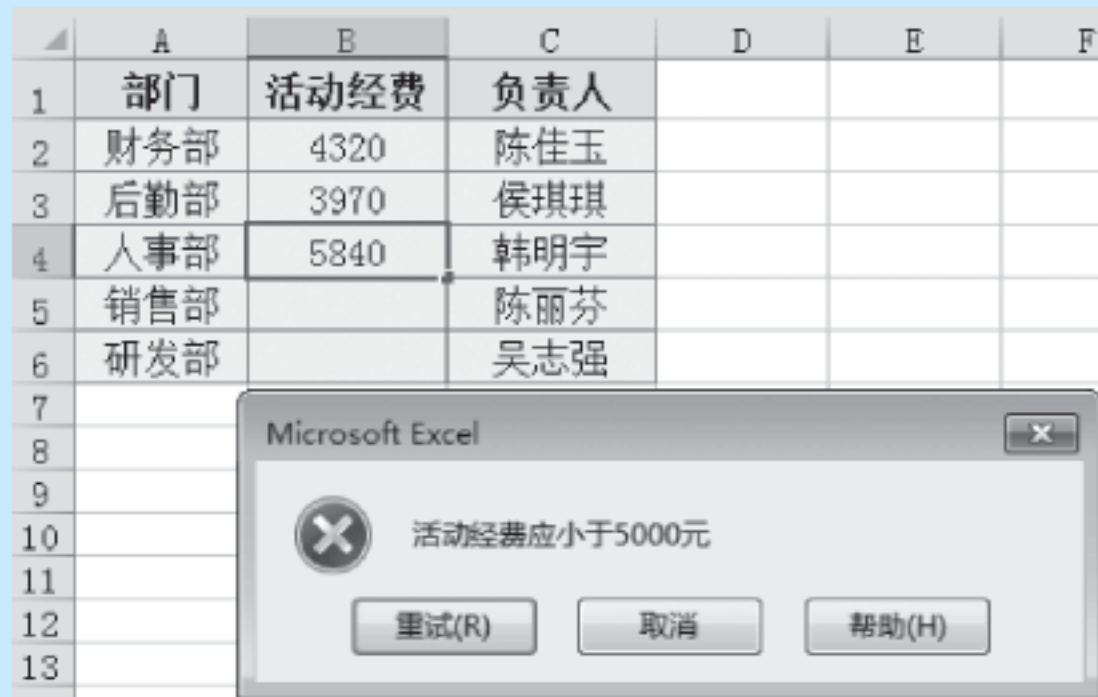 A B C D E F
1 部门 活动经费 负责人
2 财务部 4320 陈佳玉
3 后勤部 3970 侯琪琪
4 人事部 5840 韩明宇
5 销售部 陈丽芬
6 研发部 吴志强
7
8
9
10
11
12
13
Microsoft Excel
活动经费应小于5000元
重试(R) 取消 帮助(H)